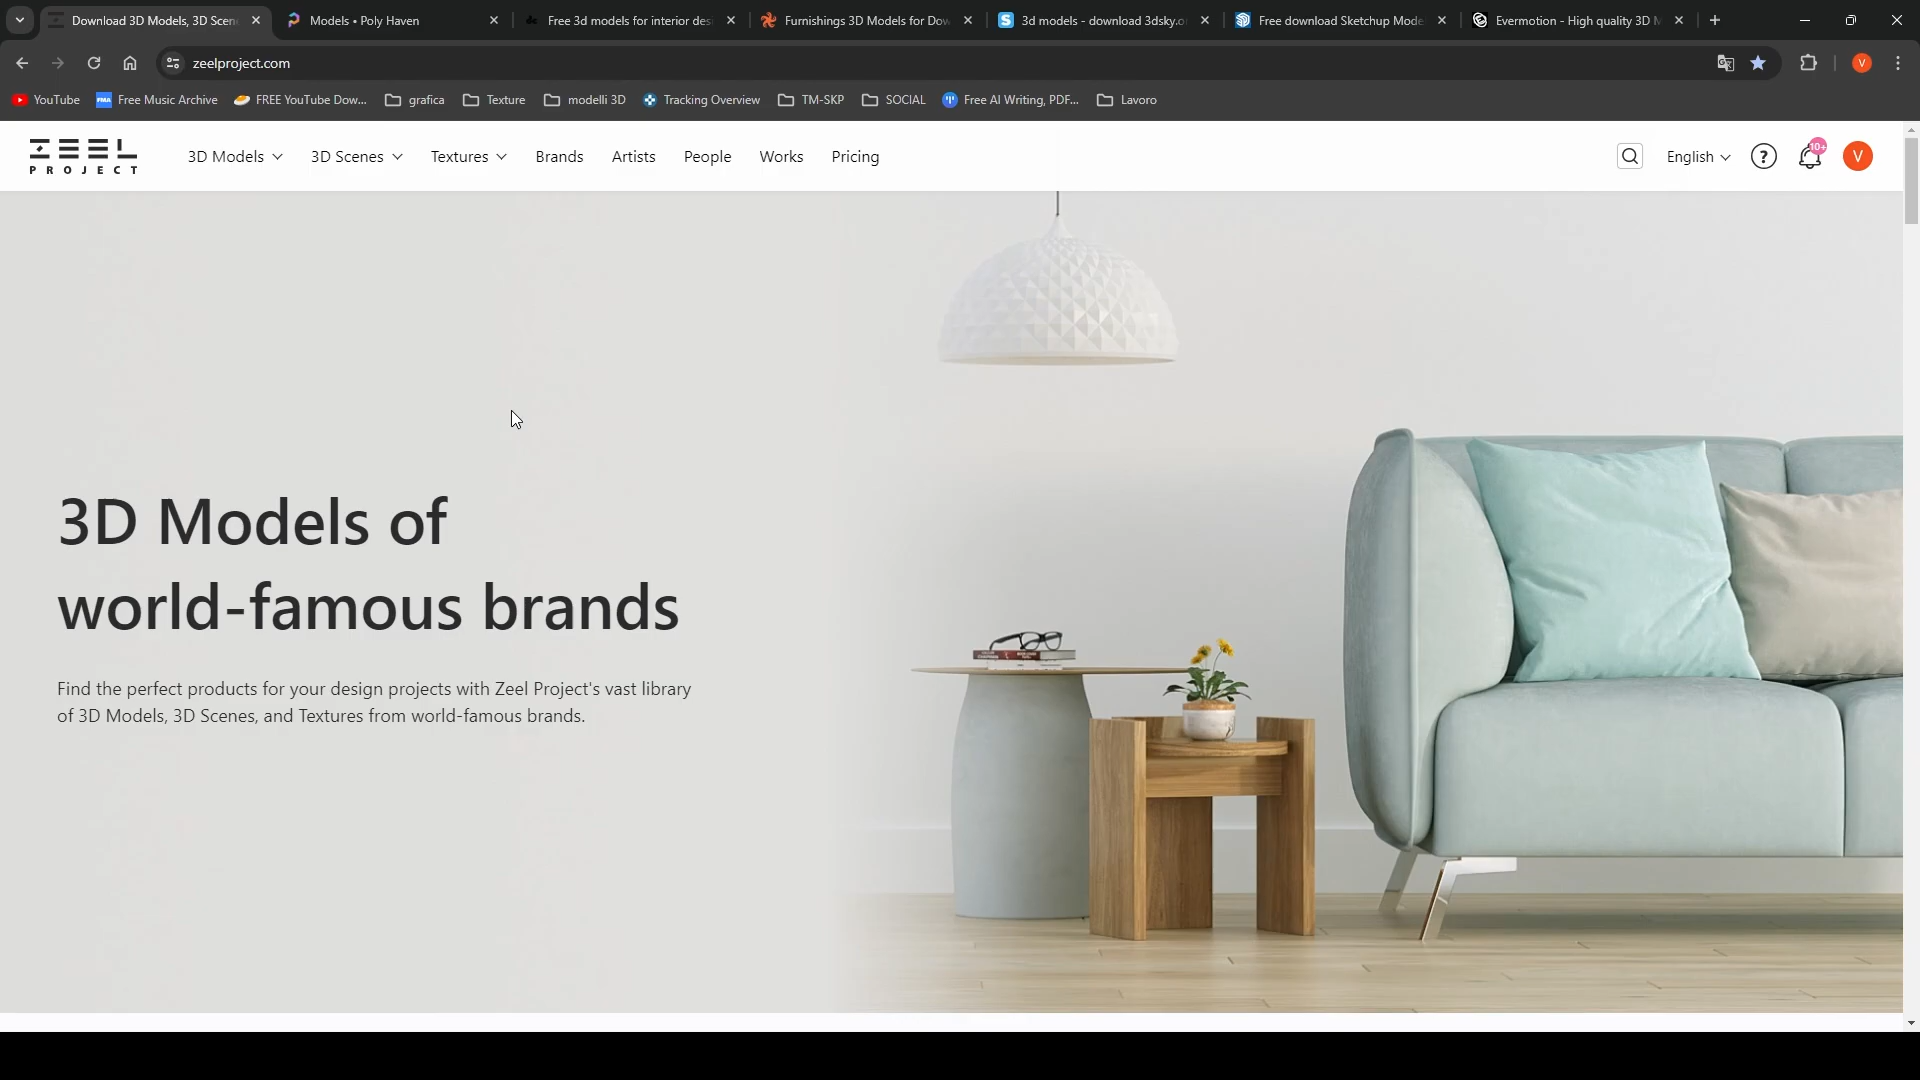 Download 3D Models, 3D Scen
Models • Poly Haven
Free 3d models for interior des
Furnishings 3D Models for Dow
3d models - download 3dsky.or
Free download Sketchup Mode
Evermotion - High quality 3D M
zeelproject.com
V
YouTube
FMA
Free Music Archive
FREE YouTube Dow...
grafica
Texture
modelli 3D
Tracking Overview
TM-SKP
SOCIAL
Free AI Writing, PDF...
Lavoro
ZEEL
PROJECT
3D Models
3D Scenes
Textures
Brands
Artists
People
Works
Pricing
English
?
10+
V
3D Models of
world-famous brands
Find the perfect products for your design projects with Zeel Project's vast library
of 3D Models, 3D Scenes, and Textures from world-famous brands.